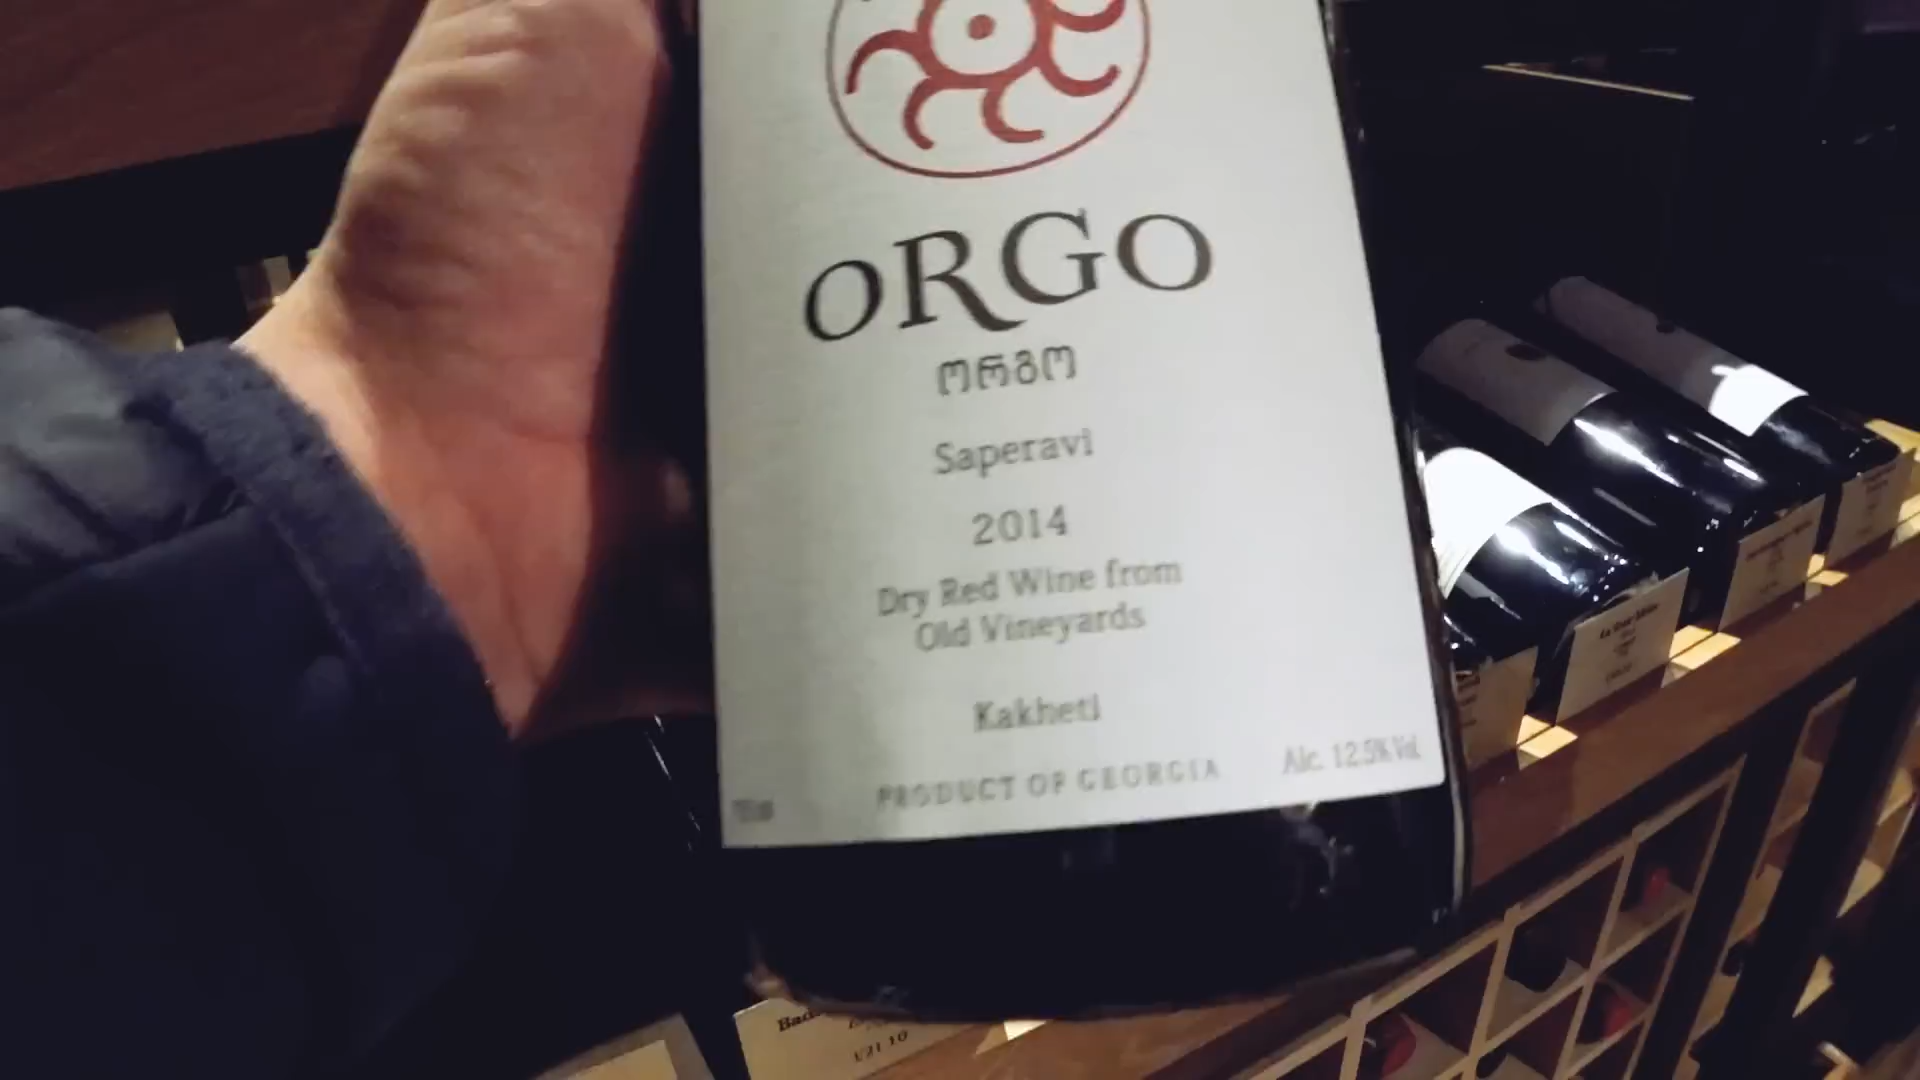 ORGO
ორგო
Saperavi
2014
Dry Red Wine from
Old Vineyards
Kakheti
PRODUCT OF GEORGIA
Alc. 12.5% Vol.